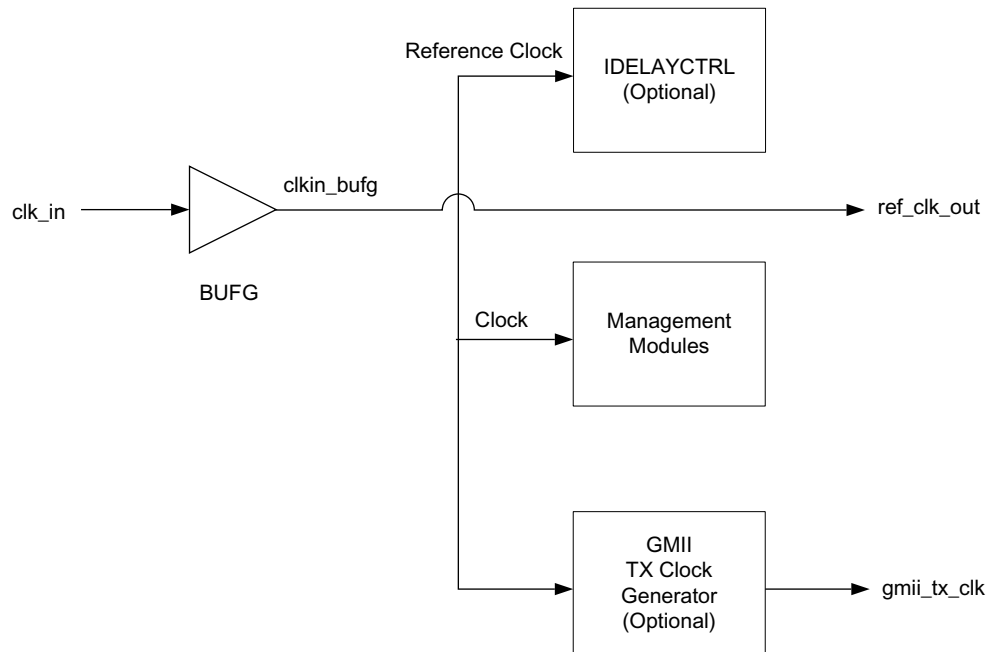 Reference Clock
IDELAYCTRL
(Optional)
clkin_bufg
clk_in
ref_clk_out
BUFG
Clock
Management
Modules
GMII
TX Clock
Generator
(Optional)
gmii_tx_clk